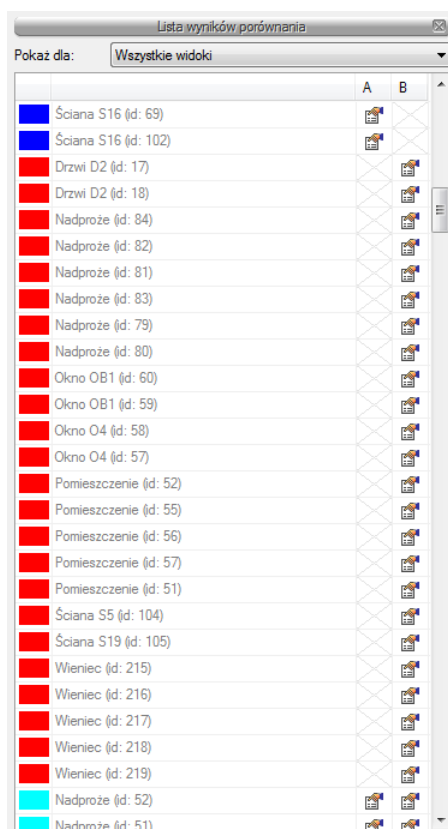 Lista wyników porównania
Pokaż dla: Wszystkie widoki
A B
Ściana S16 (id: 69)
Ściana S16 (id: 102)
Drzwi D2 (id: 17)
Drzwi D2 (id: 18)
Nadproże (id: 84)
Nadproże (id: 82)
Nadproże (id: 81)
Nadproże (id: 83)
Nadproże (id: 79)
Nadproże (id: 80)
Okno OB1 (id: 60)
Okno OB1 (id: 59)
Okno O4 (id: 58)
Okno O4 (id: 57)
Pomieszczenie (id: 52)
Pomieszczenie (id: 55)
Pomieszczenie (id: 56)
Pomieszczenie (id: 57)
Pomieszczenie (id: 51)
Ściana S5 (id: 104)
Ściana S19 (id: 105)
Wieniec (id: 215)
Wieniec (id: 216)
Wieniec (id: 217)
Wieniec (id: 218)
Wieniec (id: 219)
Nadproże (id: 52)
Nadproże (id: 51)